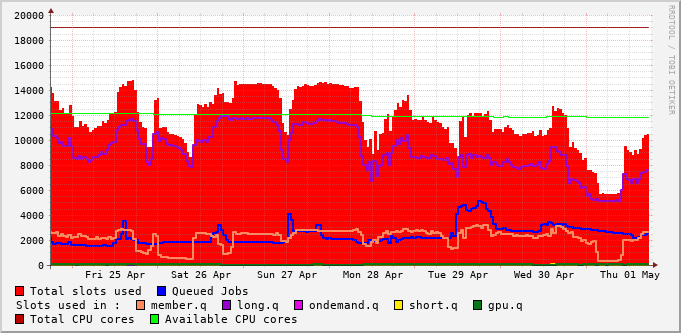 RRDTOOL / TOBI OETIKER
20000
18000
16000
14000
12000
10000
8000
6000
4000
2000
0
Fri 25 Apr Sat 26 Apr Sun 27 Apr Mon 28 Apr Tue 29 Apr Wed 30 Apr Thu 01 May
Total slots used Queued Jobs
Slots used in : member.q long.q ondemand.q short.q gpu.q
Total CPU cores Available CPU cores